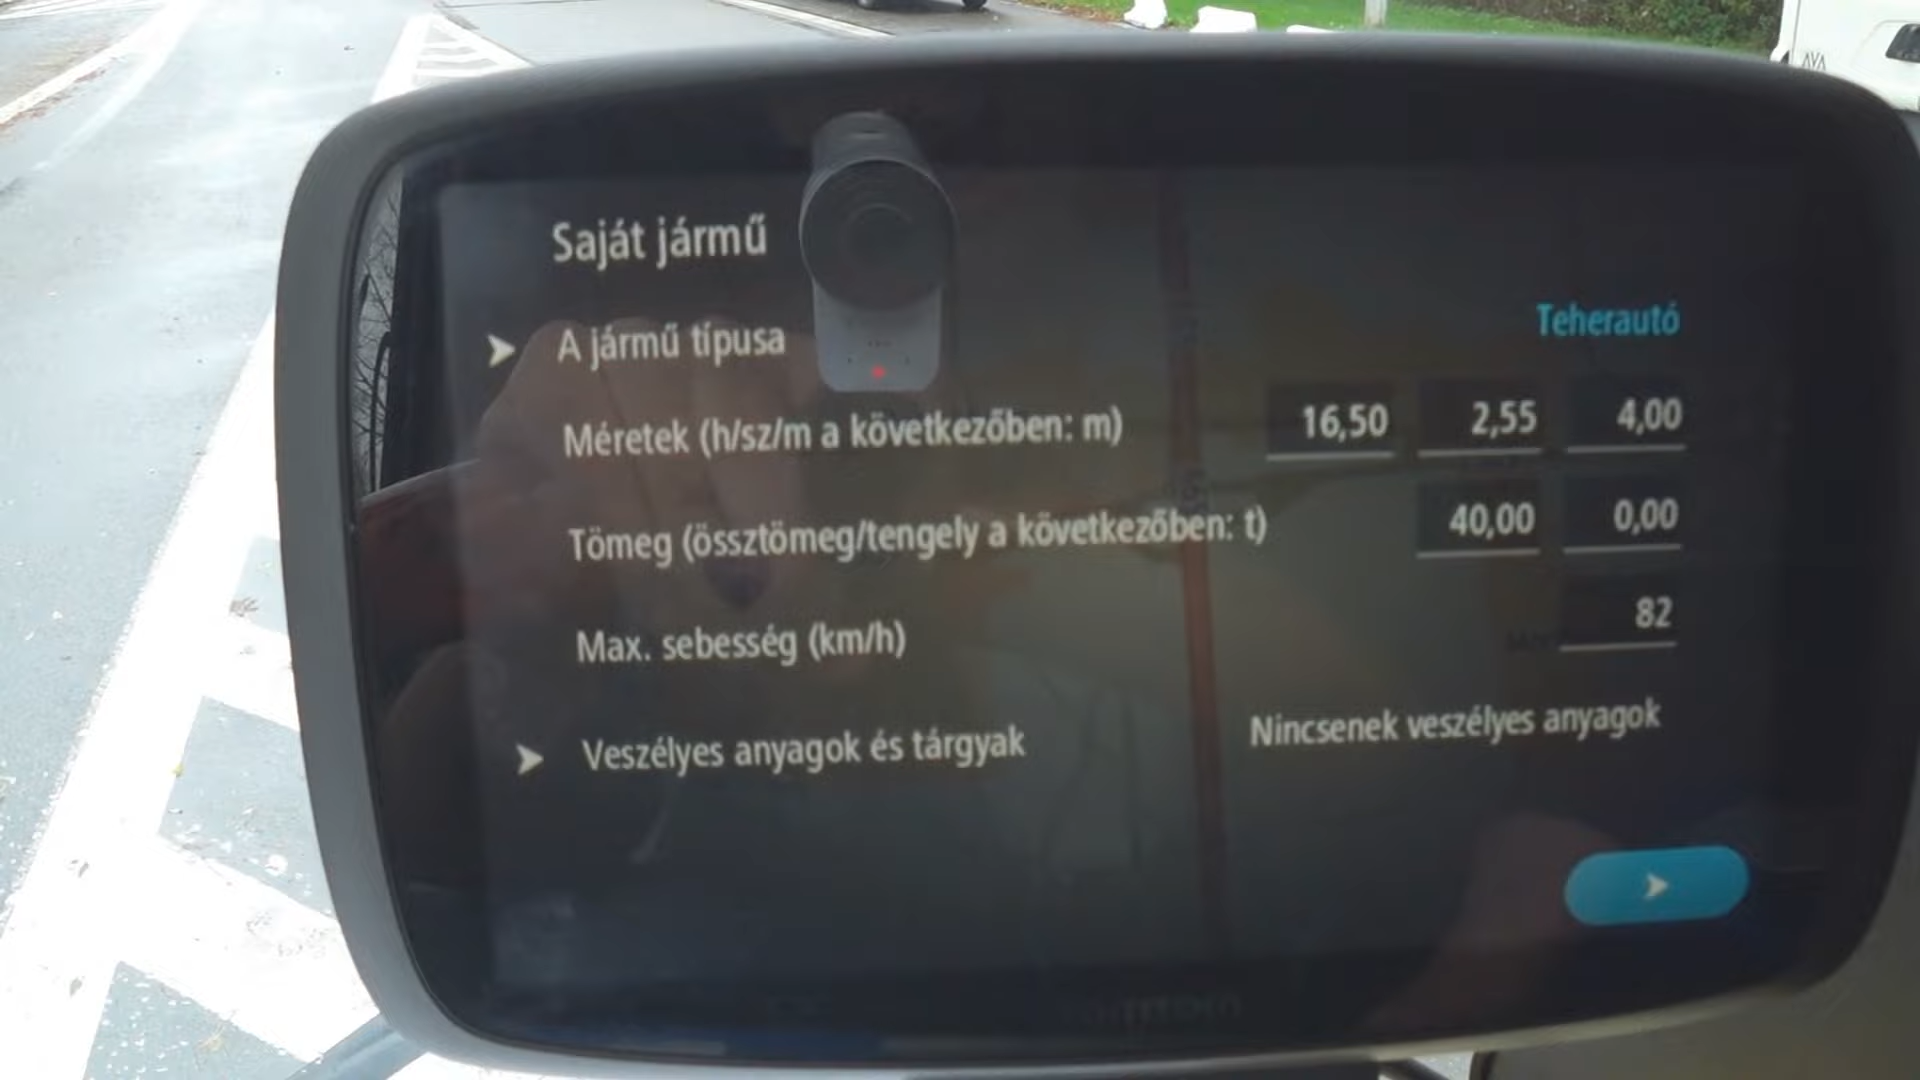 Saját jármű
A jármű típusa Teherautó
Méretek (h/sz/m a következőben: m) 16,50 2,55 4,00
Tömeg (össztömeg/tengely a következőben: t) 40,00 0,00
Max. sebesség (km/h) 82
Veszélyes anyagok és tárgyak Nincsenek veszélyes anyagok